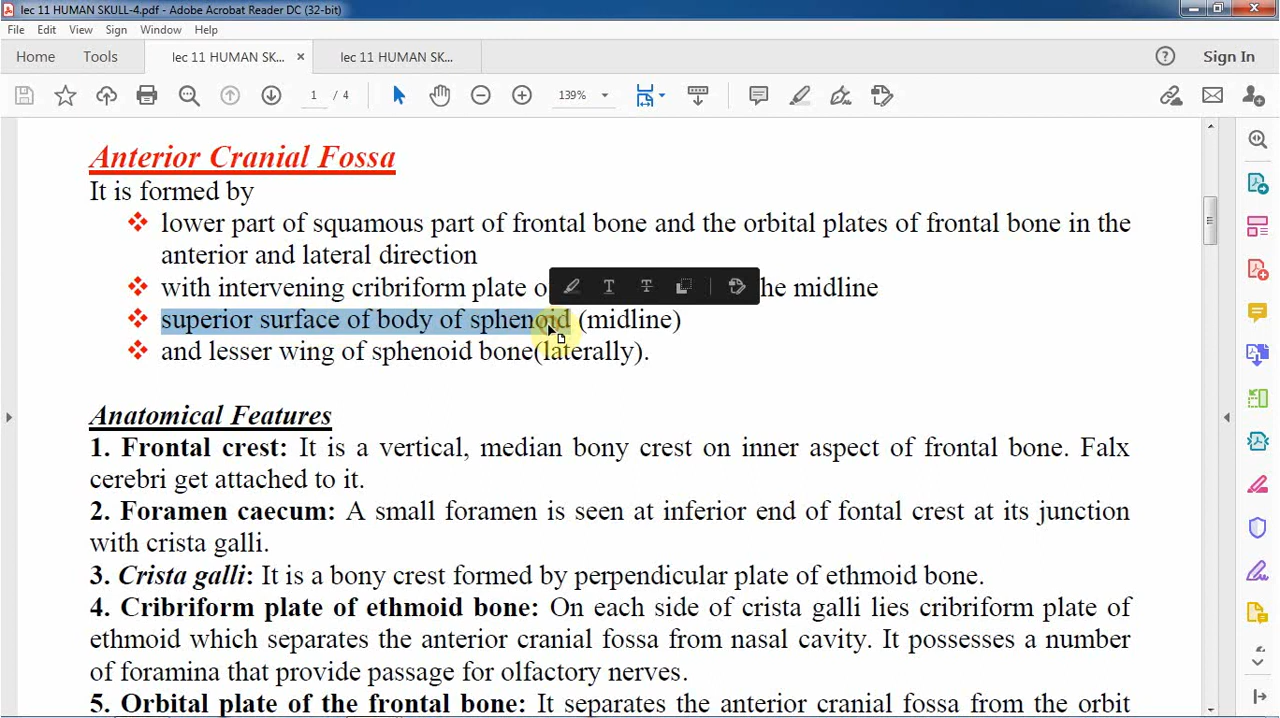 lec 11 HUMAN SKULL-4.pdf - Adobe Acrobat Reader DC (32-bit)
File Edit View Sign Window Help
Home Tools lec 11 HUMAN SK... × lec 11 HUMAN SK... Sign In
1 / 4 139%
Anterior Cranial Fossa
It is formed by
lower part of squamous part of frontal bone and the orbital plates of frontal bone in the
anterior and lateral direction
with intervening cribriform plate he midline
superior surface of body of sphenoid (midline)
and lesser wing of sphenoid bone(laterally).
Anatomical Features
1. Frontal crest: It is a vertical, median bony crest on inner aspect of frontal bone. Falx
cerebri get attached to it.
2. Foramen caecum: A small foramen is seen at inferior end of fontal crest at its junction
with crista galli.
3. Crista galli: It is a bony crest formed by perpendicular plate of ethmoid bone.
4. Cribriform plate of ethmoid bone: On each side of crista galli lies cribriform plate of
ethmoid which separates the anterior cranial fossa from nasal cavity. It possesses a number
of foramina that provide passage for olfactory nerves.
5. Orbital plate of the frontal bone: It separates the anterior cranial fossa from the orbit